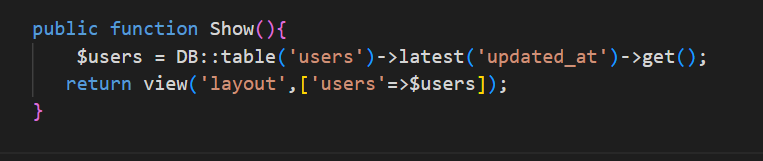 public function Show(){
$users = DB::table('users')->latest('updated_at')->get();
return view('layout',['users'=>$users]);
}